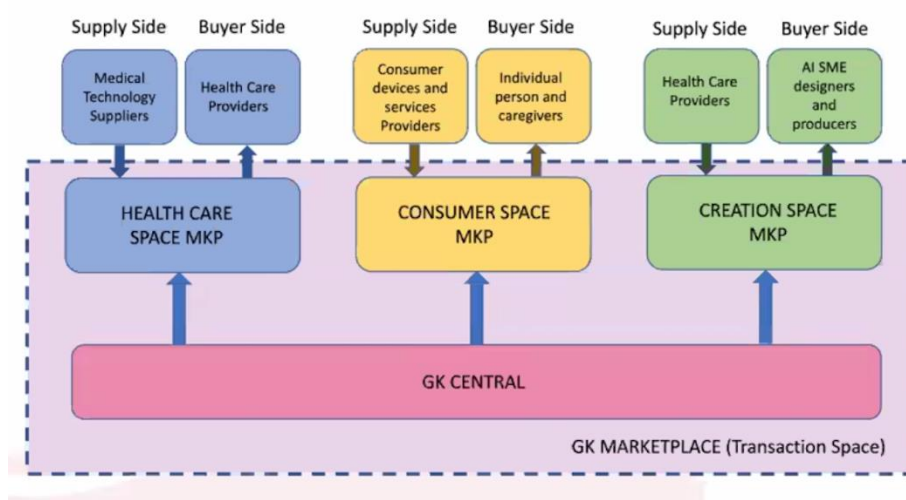 Supply Side
Buyer Side
Supply Side
Buyer Side
Supply Side
Buyer Side
Medical
Technology
Suppliers
Health Care
Providers
Consumer
devices and
services
Providers
Individual
person and
caregivers
Health Care
Providers
AI SME
designers
and
producers
HEALTH CARE
SPACE MKP
CONSUMER SPACE
MKP
CREATION SPACE
MKP
GK CENTRAL
GK MARKETPLACE (Transaction Space)